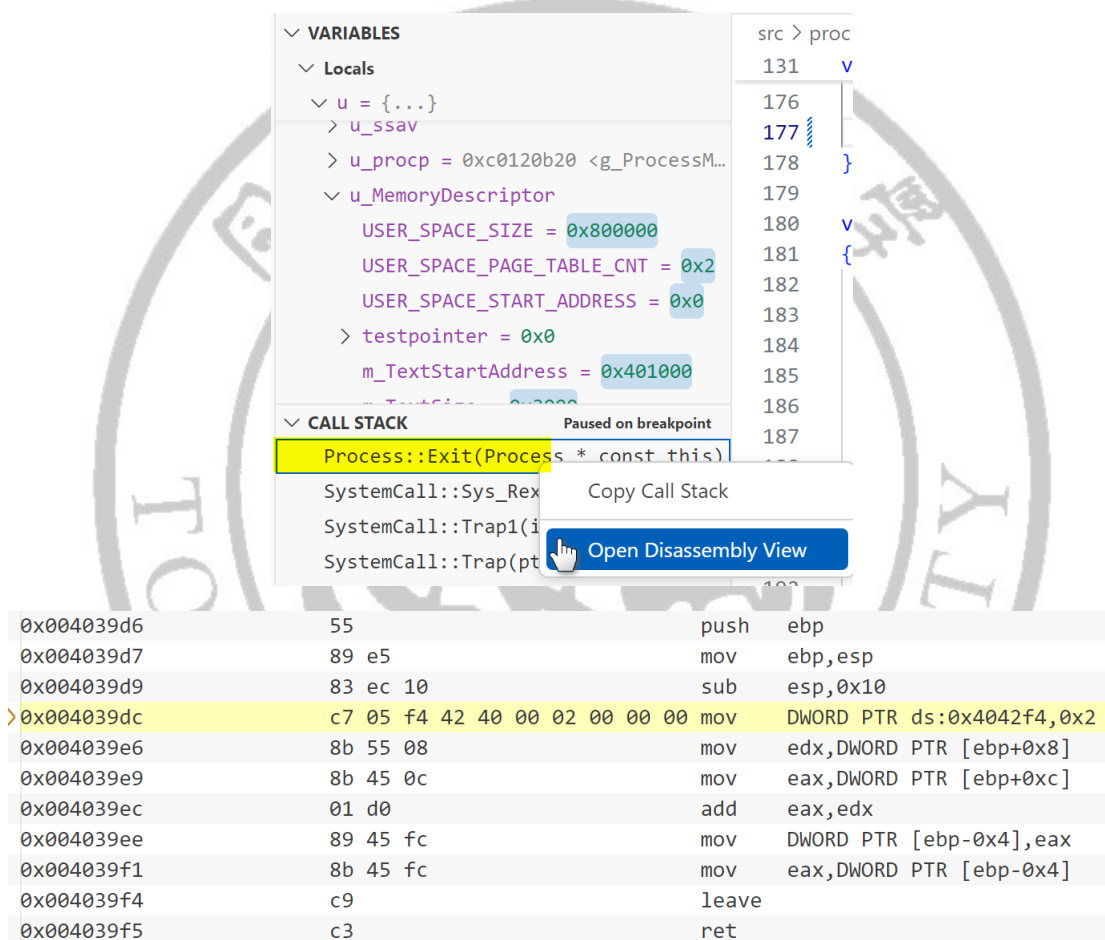 VARIABLES
Locals
u = {...}
u_ssav
u_procp = 0xc0120b20 <g_ProcessM…
u_MemoryDescriptor
USER_SPACE_SIZE = 0x800000
USER_SPACE_PAGE_TABLE_CNT = 0x2
USER_SPACE_START_ADDRESS = 0x0
testpointer = 0x0
m_TextStartAddress = 0x401000
CALL STACK Paused on breakpoint
Process::Exit(Process * const this)
SystemCall::Sys_Rex
SystemCall::Trap1(i
SystemCall::Trap(pt
src > proc
131 v
176
177
178 }
179
180 v
181 {
182
183
184
185
186
187
Copy Call Stack
Open Disassembly View
0x004039d6 55 push ebp
0x004039d7 89 e5 mov ebp,esp
0x004039d9 83 ec 10 sub esp,0x10
0x004039dc c7 05 f4 42 40 00 02 00 00 00 mov DWORD PTR ds:0x4042f4,0x2
0x004039e6 8b 55 08 mov edx,DWORD PTR [ebp+0x8]
0x004039e9 8b 45 0c mov eax,DWORD PTR [ebp+0xc]
0x004039ec 01 d0 add eax,edx
0x004039ee 89 45 fc mov DWORD PTR [ebp-0x4],eax
0x004039f1 8b 45 fc mov eax,DWORD PTR [ebp-0x4]
0x004039f4 c9 leave
0x004039f5 c3 ret